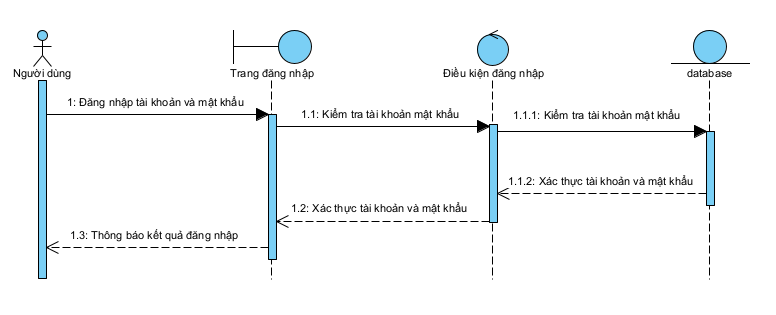 Người dùng
Trang đăng nhập
Điều kiện đăng nhập
database
1: Đăng nhập tài khoản và mật khẩu
1.1: Kiểm tra tài khoản mật khẩu
1.1.1: Kiểm tra tài khoản mật khẩu
1.1.2: Xác thực tài khoản và mật khẩu
1.2: Xác thực tài khoản và mật khẩu
1.3: Thông báo kết quả đăng nhập